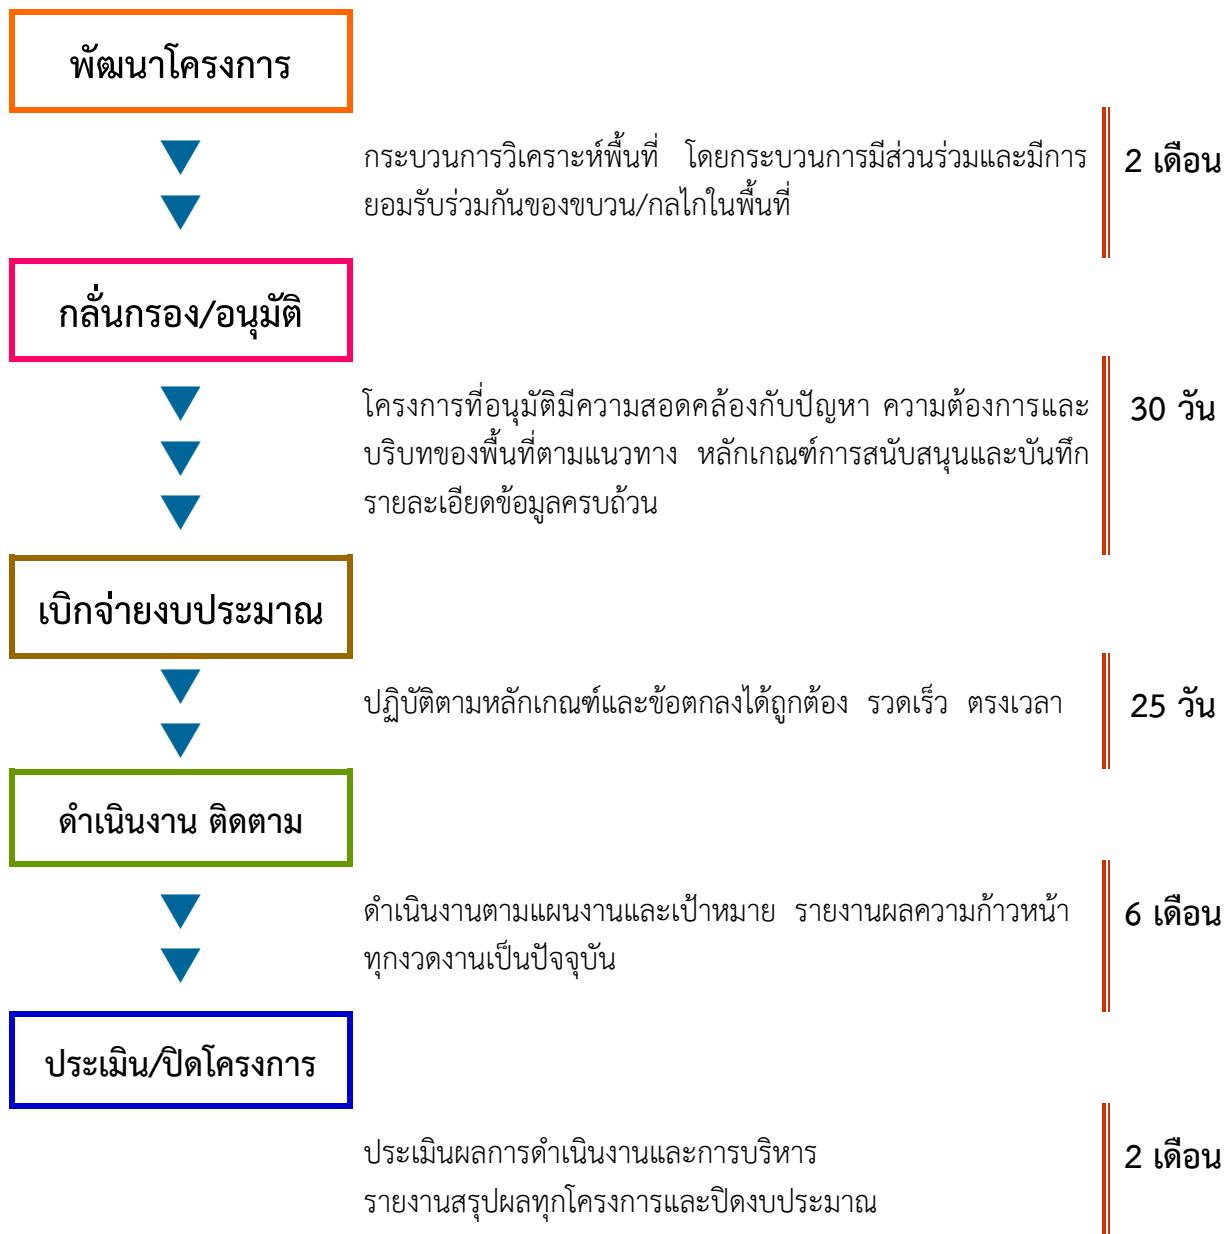 พัฒนาโครงการ
กระบวนการวิเคราะห์พื้นที่ โดยกระบวนการมีส่วนร่วมและมีการ
ยอมรับร่วมกันของขบวน/กลไกในพื้นที่
2 เดือน
กลั่นกรอง/อนุมัติ
โครงการที่อนุมัติมีความสอดคล้องกับปัญหา ความต้องการและ
บริบทของพื้นที่ตามแนวทาง หลักเกณฑ์การสนับสนุนและบันทึก
รายละเอียดข้อมูลครบถ้วน
30 วัน
เบิกจ่ายงบประมาณ
ปฏิบัติตามหลักเกณฑ์และข้อตกลงได้ถูกต้อง รวดเร็ว ตรงเวลา
25 วัน
ดำเนินงาน ติดตาม
ดำเนินงานตามแผนงานและเป้าหมาย รายงานผลความก้าวหน้า
ทุกงวดงานเป็นปัจจุบัน
6 เดือน
ประเมิน/ปิดโครงการ
ประเมินผลการดำเนินงานและการบริหาร
รายงานสรุปผลทุกโครงการและปิดงบประมาณ
2 เดือน